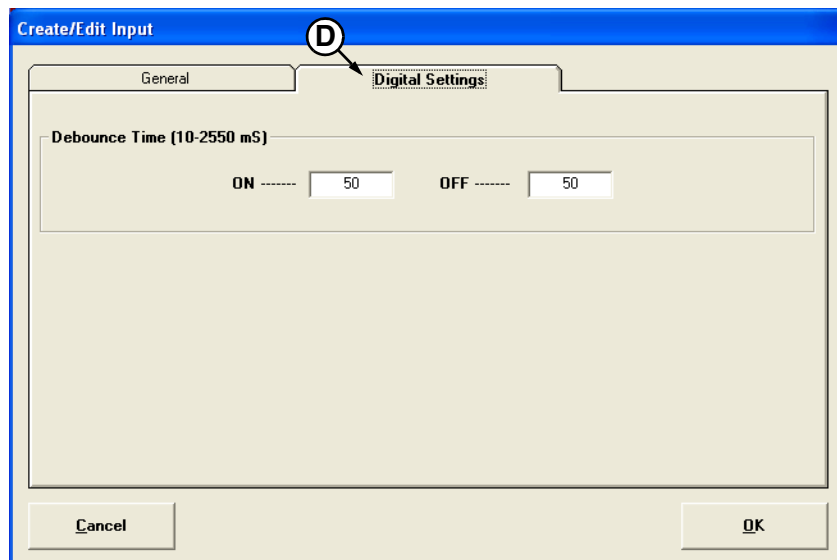 Create/Edit Input
D
General Digital Settings
Debounce Time (10-2550 mS)
ON ------- 50 OFF ------- 50
Cancel OK